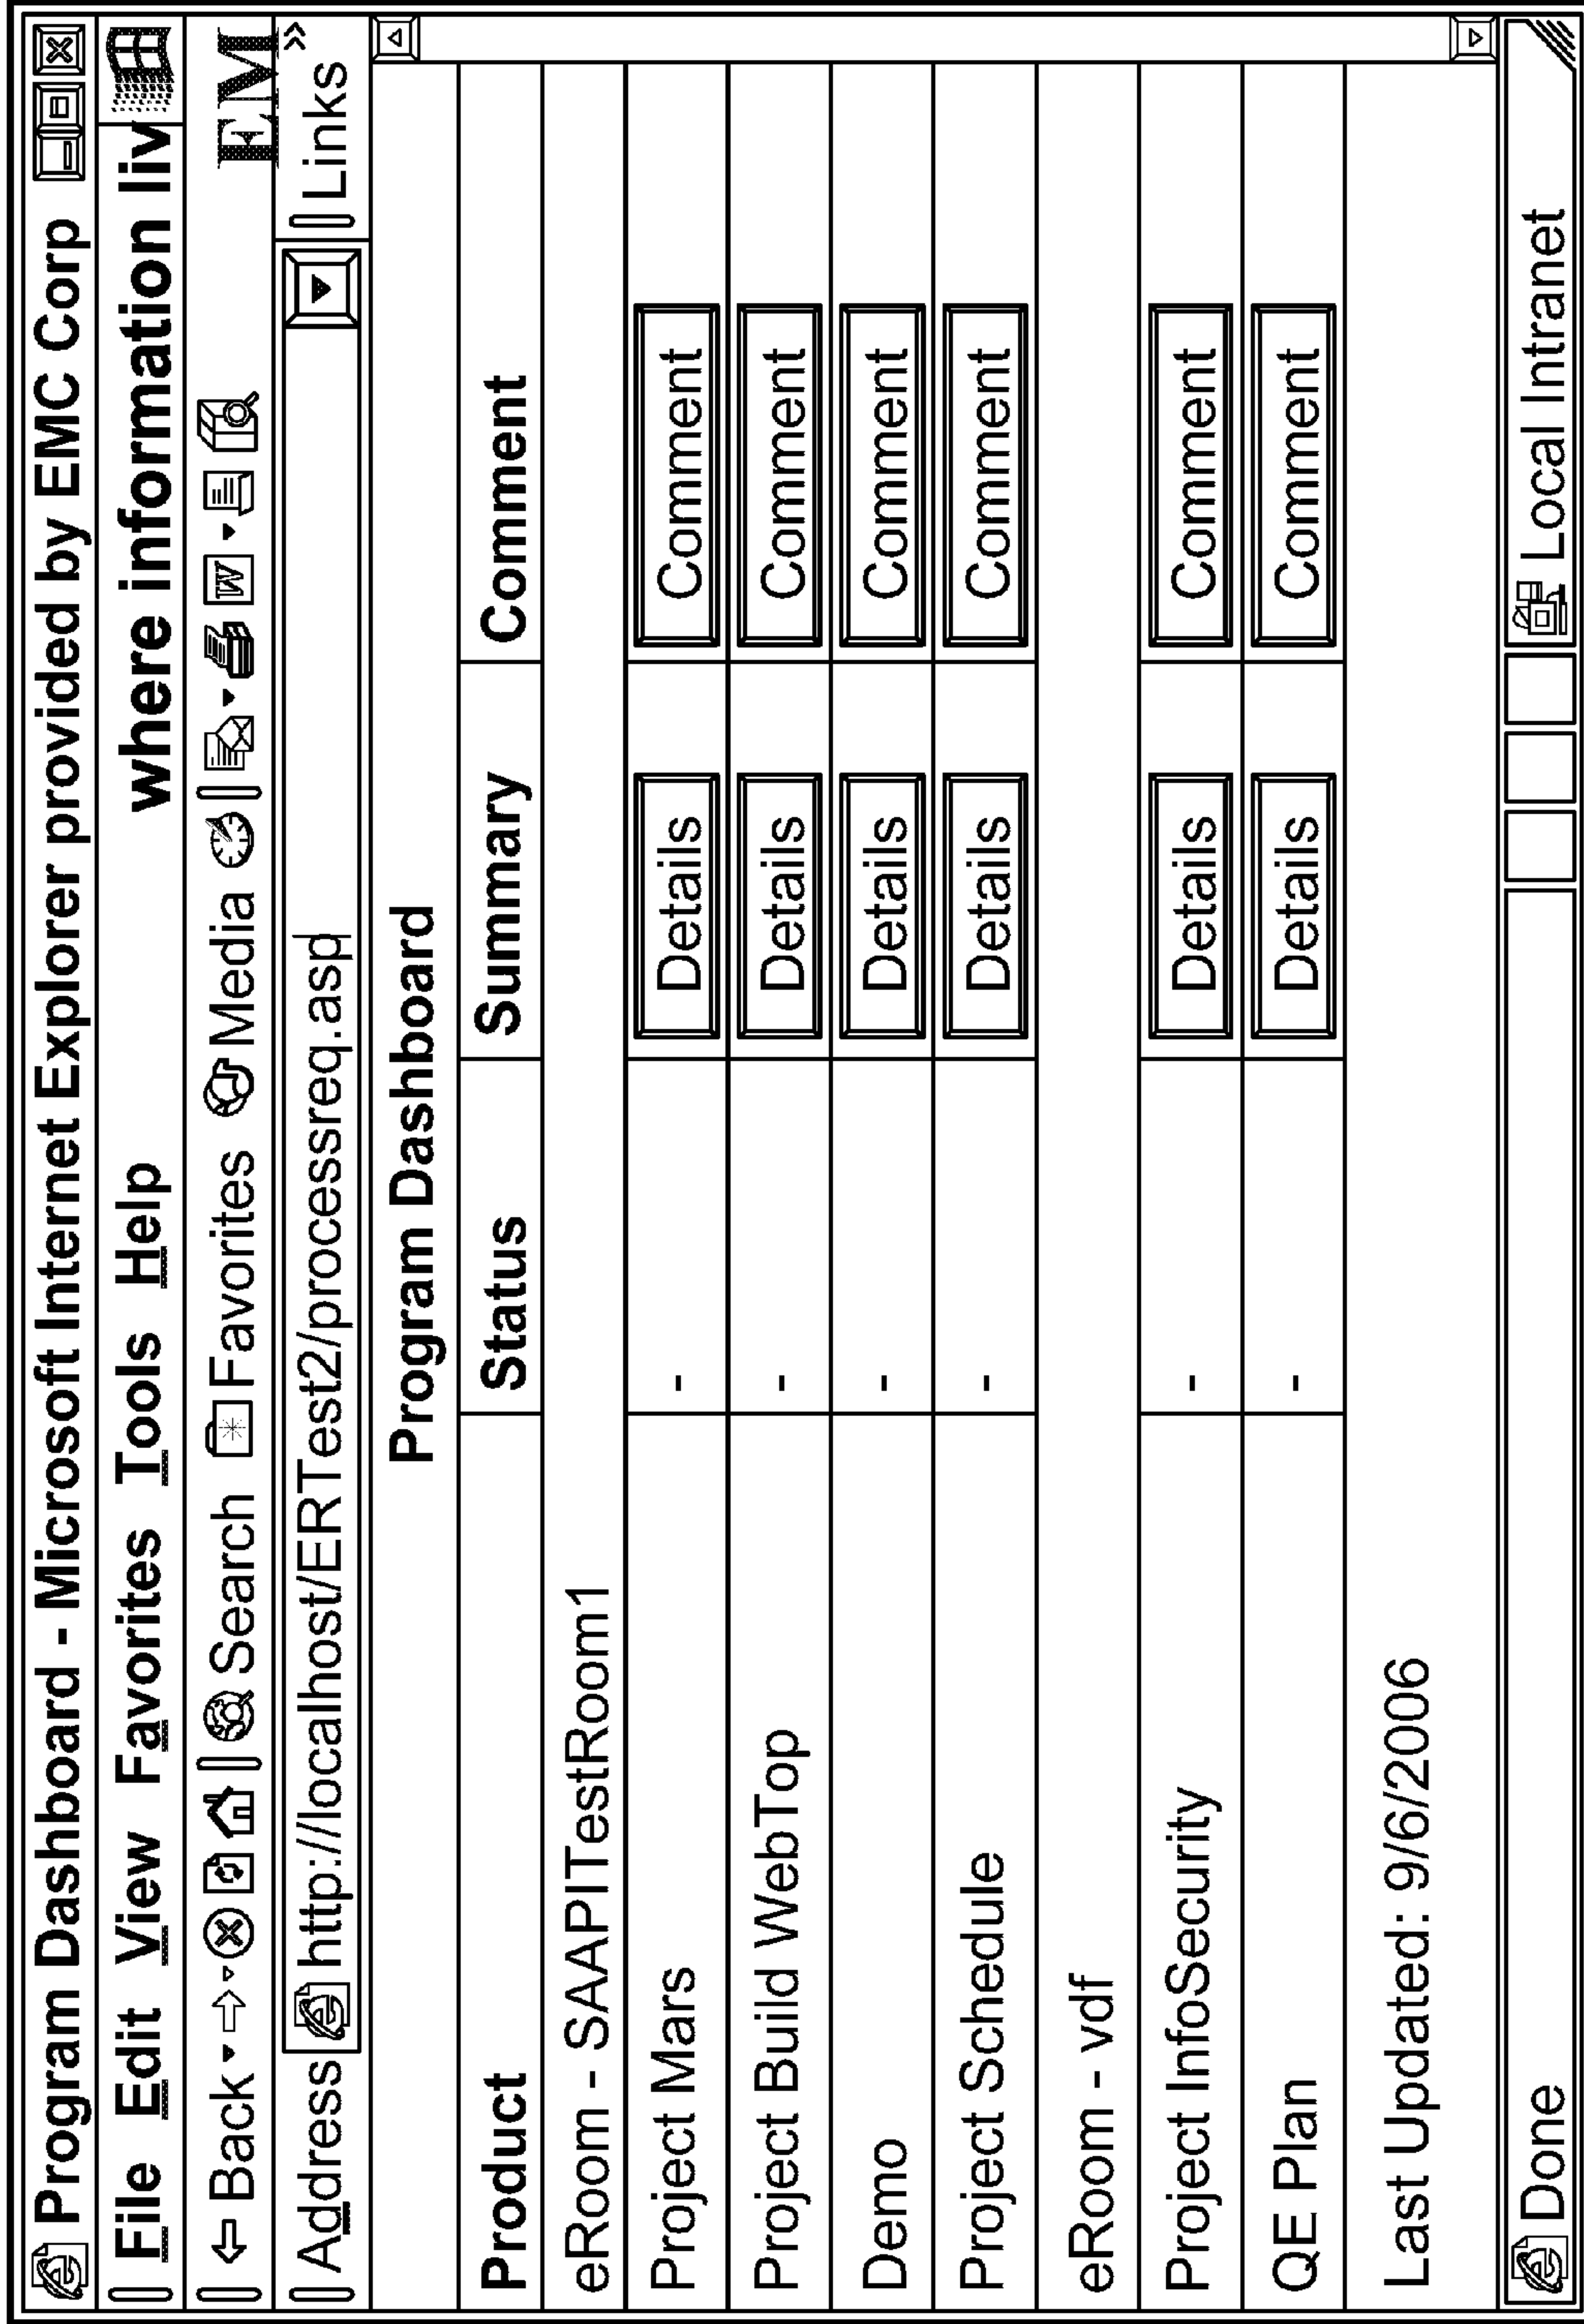 Program Dashboard - Microsoft Internet Explorer provided by EMC Corp
File Edit View Favorites Tools Help where information liv
Back Search Favorites Media W EM
Address http://localhost/ERTest2/processreq.asp Links »
Program Dashboard
Product Status Summary Comment
eRoom - SAAPITestRoom1
Project Mars - Details Comment
Project Build WebTop - Details Comment
Demo - Details Comment
Project Schedule - Details Comment
eRoom - vdf
Project InfoSecurity - Details Comment
QE Plan - Details Comment
Last Updated: 9/6/2006
Done Local Intranet